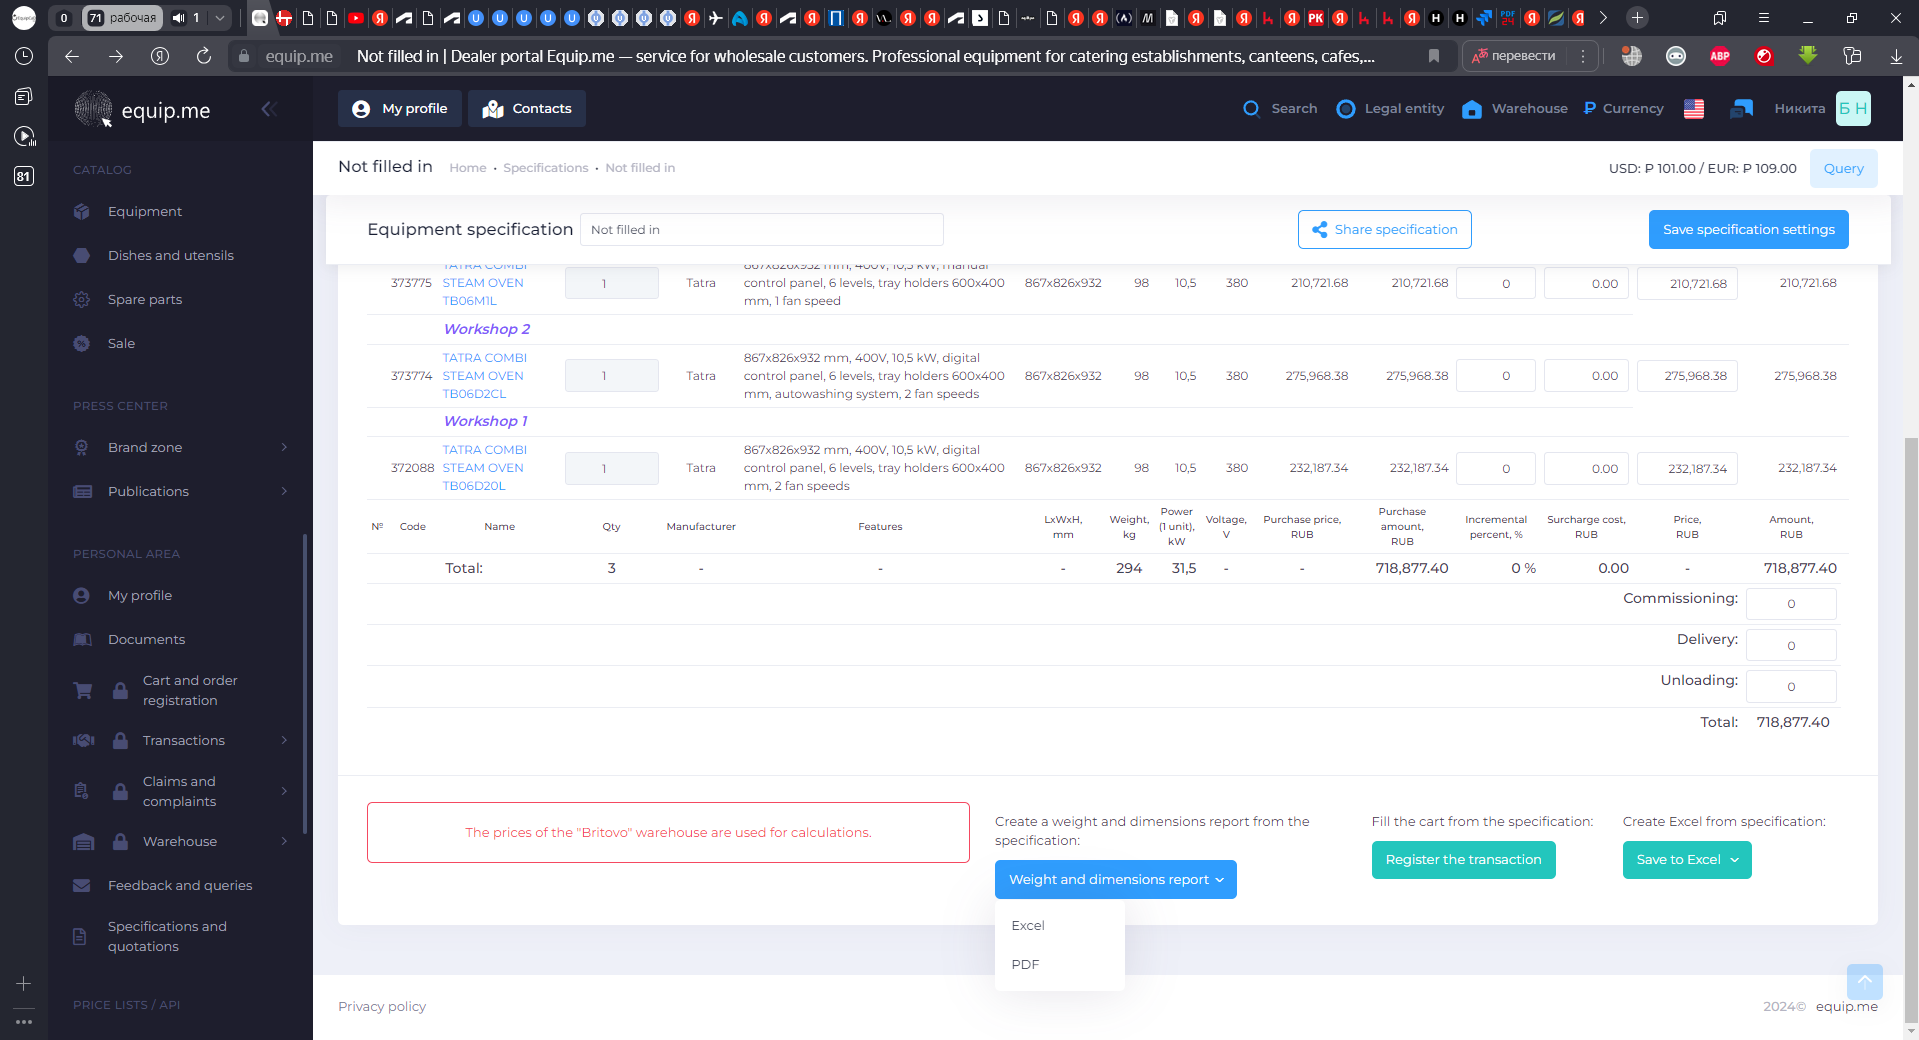 0
71 рабочая
1
equip.me
Not filled in | Dealer portal Equip.me — service for wholesale customers. Professional equipment for catering establishments, canteens, cafes,...
перевести
ABP
81
equip.me
My profile
Contacts
Search
Legal entity
Warehouse
₽ Currency
Никита
Б Н
Not filled in
Home • Specifications • Not filled in
USD: P 101.00 / EUR: P 109.00
Query
Equipment specification
Not filled in
Share specification
Save specification settings
CATALOG
Equipment
Dishes and utensils
Spare parts
Sale
PRESS CENTER
Brand zone
Publications
PERSONAL AREA
My profile
Documents
Cart and order
registration
Transactions
Claims and
complaints
Warehouse
Feedback and queries
Specifications and
quotations
PRICE LISTS / API
373775
TATRA COMBI
STEAM OVEN
TB06M1L
1
Tatra
867x826x932 mm, 400V, 10,5 kW, manual
control panel, 6 levels, tray holders 600x400
mm, 1 fan speed
867x826x932 98 10,5 380 210,721.68 210,721.68 0 0.00 210,721.68 210,721.68
Workshop 2
373774
TATRA COMBI
STEAM OVEN
TB06D2CL
1
Tatra
867x826x932 mm, 400V, 10,5 kW, digital
control panel, 6 levels, tray holders 600x400
mm, autowashing system, 2 fan speeds
867x826x932 98 10,5 380 275,968.38 275,968.38 0 0.00 275,968.38 275,968.38
Workshop 1
372088
TATRA COMBI
STEAM OVEN
TB06D20L
1
Tatra
867x826x932 mm, 400V, 10,5 kW, digital
control panel, 6 levels, tray holders 600x400
mm, 2 fan speeds
867x826x932 98 10,5 380 232,187.34 232,187.34 0 0.00 232,187.34 232,187.34
№ Code Name Qty Manufacturer Features
LxWxH,
mm
Weight,
kg
Power
(1 unit),
kW
Voltage,
V
Purchase price,
RUB
Purchase
amount,
RUB
Incremental
percent, %
Surcharge cost,
RUB
Price,
RUB
Amount,
RUB
Total: 3 - - - 294 31,5 - - 718,877.40 0 % 0.00 - 718,877.40
Commissioning: 0
Delivery: 0
Unloading: 0
Total: 718,877.40
The prices of the "Britovo" warehouse are used for calculations.
Create a weight and dimensions report from the
specification:
Weight and dimensions report
Excel
PDF
Fill the cart from the specification:
Register the transaction
Create Excel from specification:
Save to Excel
Privacy policy
2024© equip.me